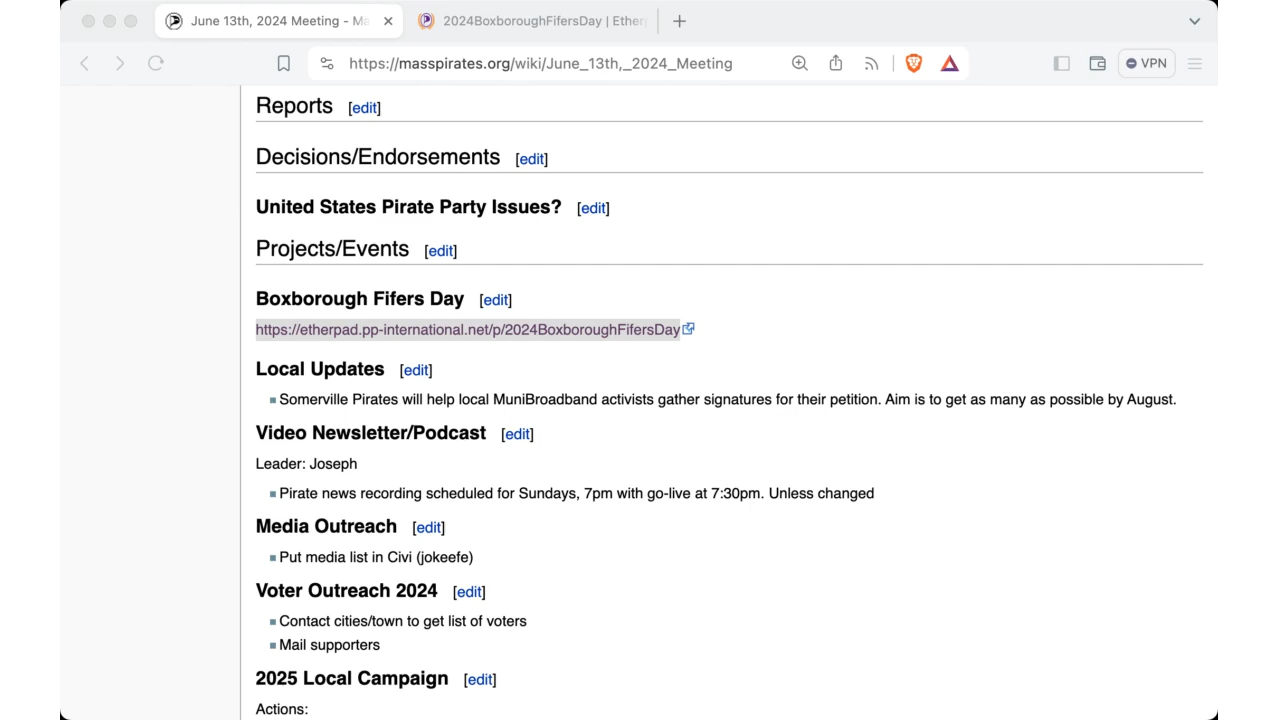 June 13th, 2024 Meeting - Ma
2024BoxboroughFifersDay | Ether
https://masspirates.org/wiki/June_13th,_2024_Meeting
VPN
Reports [edit]
Decisions/Endorsements [edit]
United States Pirate Party Issues? [edit]
Projects/Events [edit]
Boxborough Fifers Day [edit]
https://etherpad.pp-international.net/p/2024BoxboroughFifersDay
Local Updates [edit]
Somerville Pirates will help local MuniBroadband activists gather signatures for their petition. Aim is to get as many as possible by August.
Video Newsletter/Podcast [edit]
Leader: Joseph
Pirate news recording scheduled for Sundays, 7pm with go-live at 7:30pm. Unless changed
Media Outreach [edit]
Put media list in Civi (jokeefe)
Voter Outreach 2024 [edit]
Contact cities/town to get list of voters
Mail supporters
2025 Local Campaign [edit]
Actions: